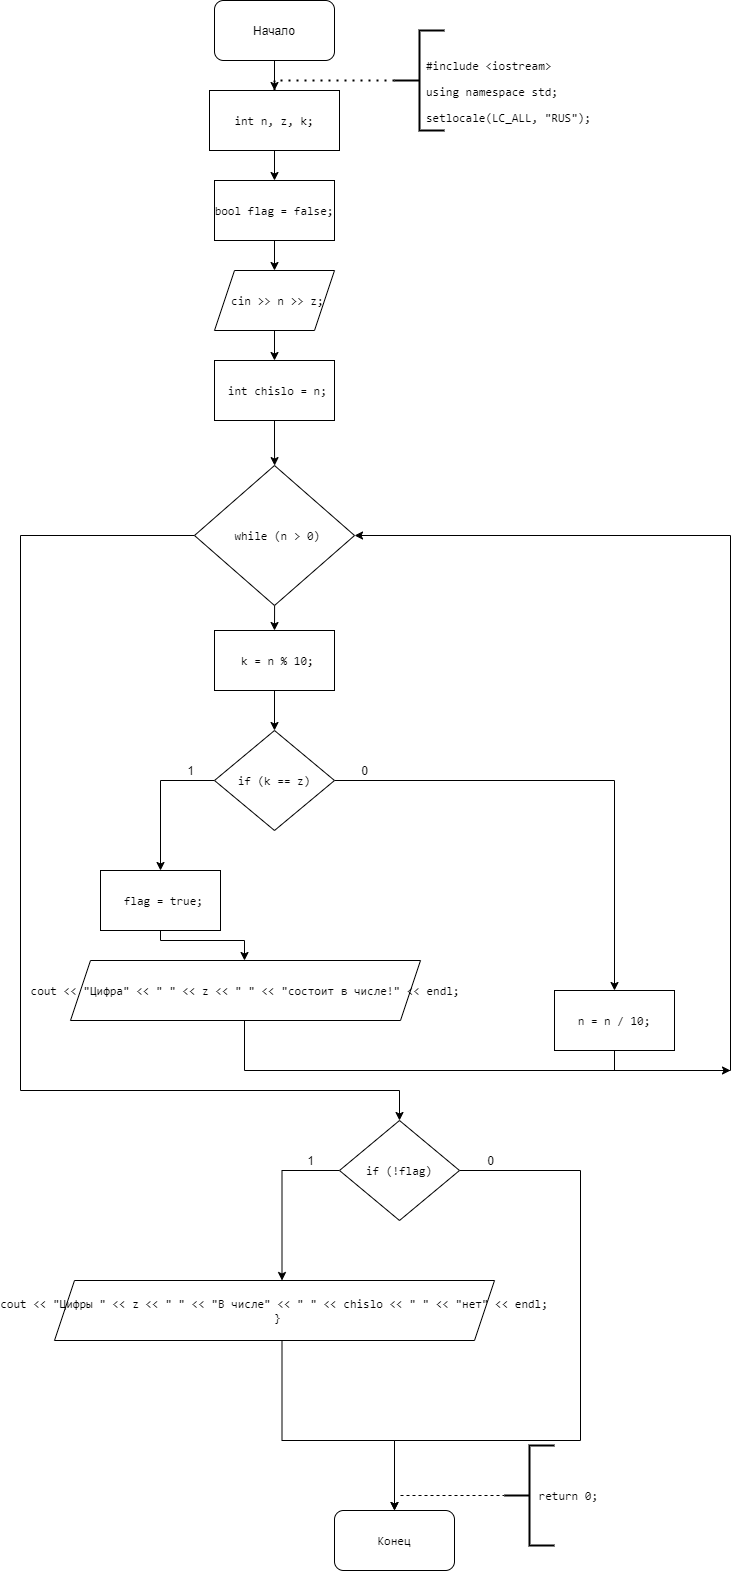 Начало
#include <iostream>
using namespace std;
setlocale(LC_ALL, "RUS");
int n, z, k;
bool flag = false;
cin >> n >> z;
int chislo = n;
while (n > 0)
k = n % 10;
1
0
if (k == z)
flag = true;
cout << "Цифра" << " " << z << " " << "состоит в числе!" << endl;
n = n / 10;
1
0
if (!flag)
cout << "Цифры " << z << " " << "В числе" << " " << chislo << " " << "нет" << endl;
}
return 0;
Конец